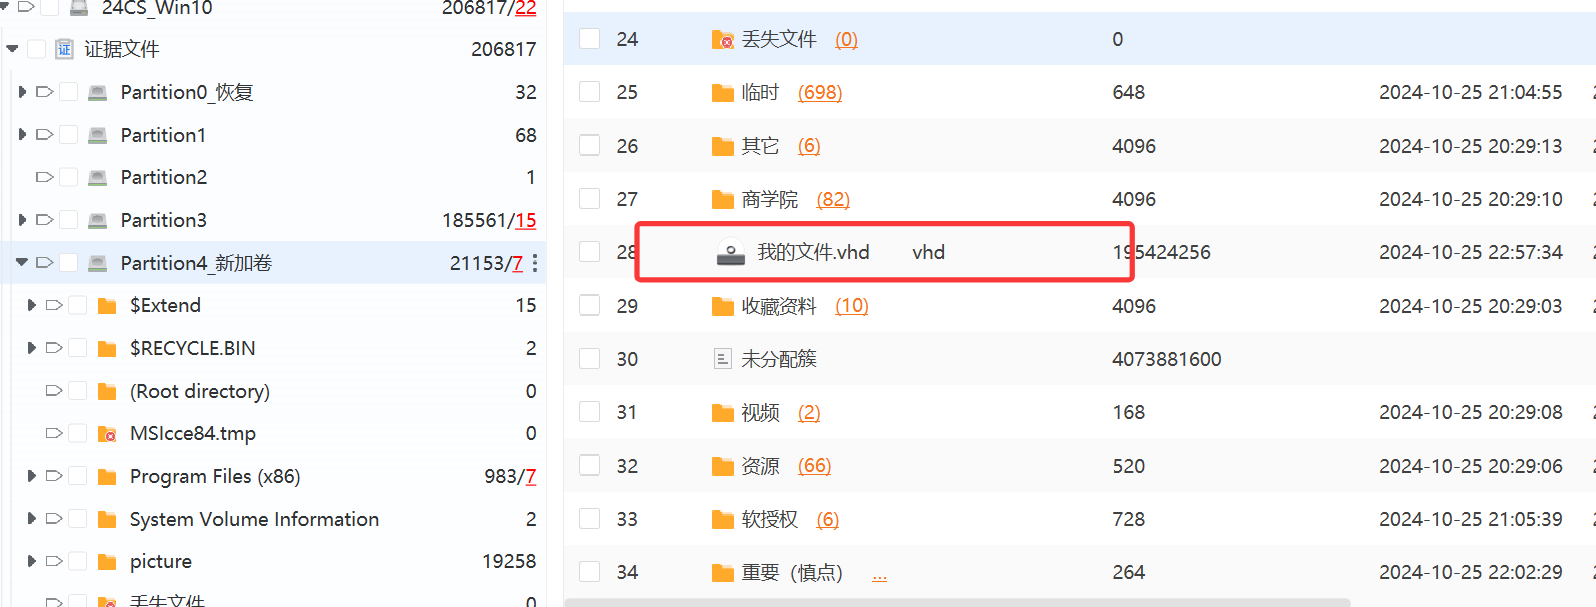 24CS_Win10 206817/22
证据文件 206817
Partition0_恢复 32
Partition1 68
Partition2 1
Partition3 185561/15
Partition4_新加卷 21153/7
$Extend 15
$RECYCLE.BIN 2
(Root directory) 0
MSIcce84.tmp 0
Program Files (x86) 983/7
System Volume Information 2
picture 19258
丢失文件 0
24 丢失文件 (0) 0
25 临时 (698) 648 2024-10-25 21:04:55
26 其它 (6) 4096 2024-10-25 20:29:13
27 商学院 (82) 4096 2024-10-25 20:29:10
28 我的文件.vhd vhd 195424256 2024-10-25 22:57:34
29 收藏资料 (10) 4096 2024-10-25 20:29:03
30 未分配簇 4073881600
31 视频 (2) 168 2024-10-25 20:29:08
32 资源 (66) 520 2024-10-25 20:29:06
33 软授权 (6) 728 2024-10-25 21:05:39
34 重要（慎点） ... 264 2024-10-25 22:02:29